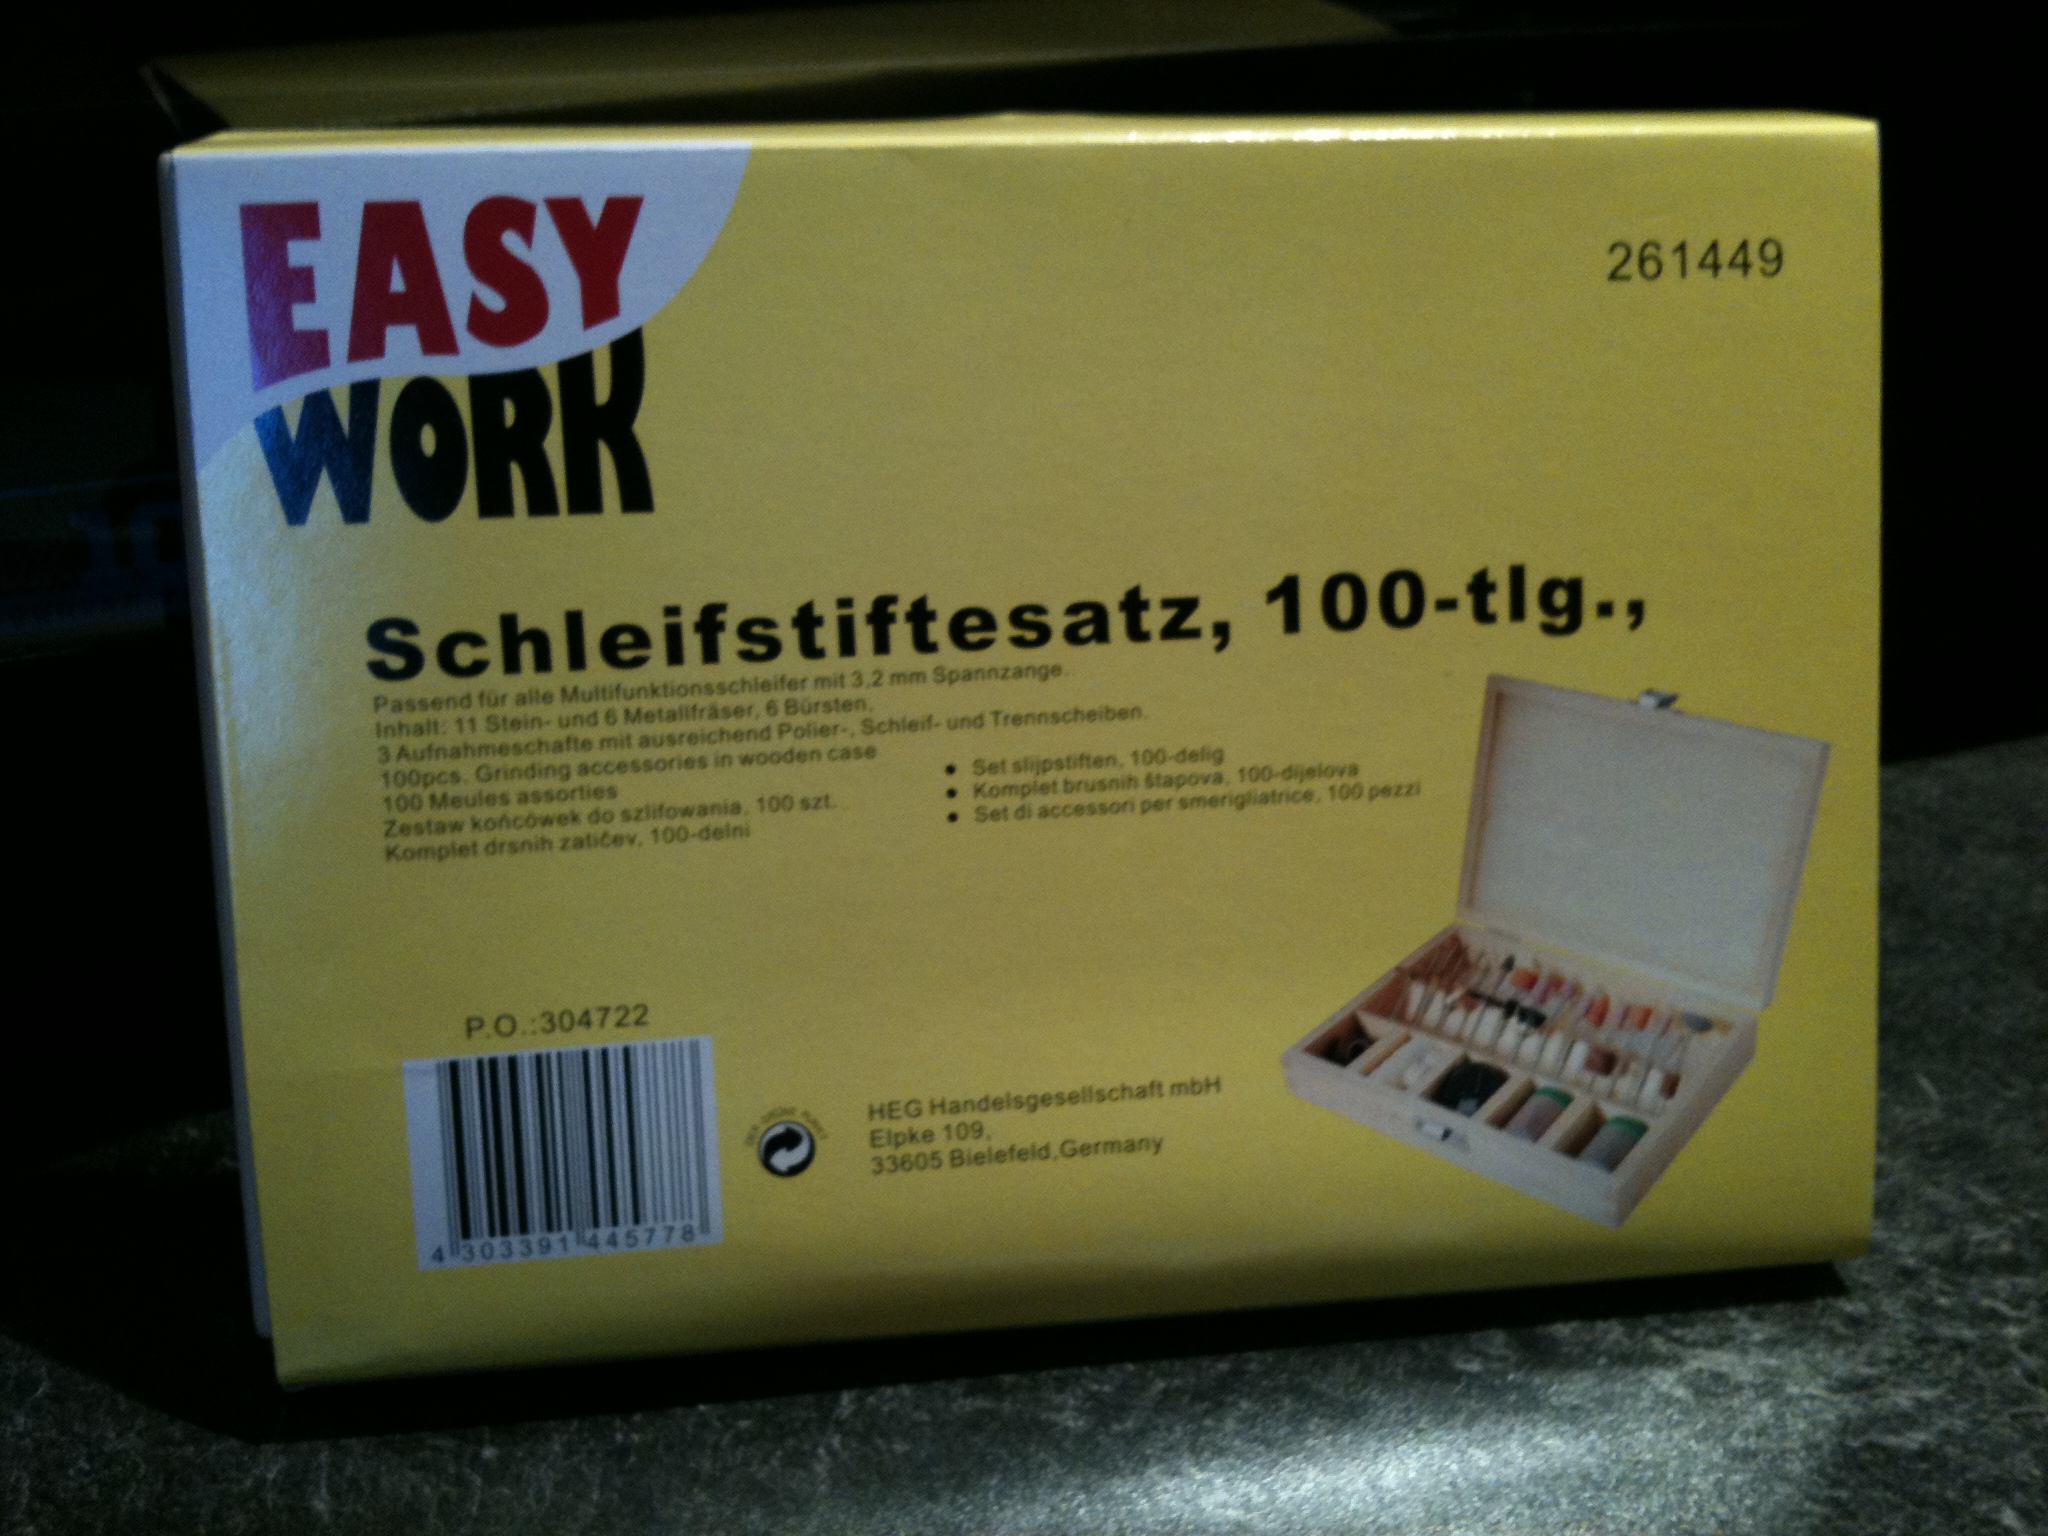 EASY
WORK
261449
Schleifstiftesatz, 100-tlg.,
Passend für alle Multifunktionsschleifer mit 3,2 mm Spannzange.
Inhalt: 11 Stein- und 6 Metallfräser, 6 Bürsten,
3 Aufnahmeschafte mit ausreichend Polier-, Schleif- und Trennscheiben.
100pcs. Grinding accessories in wooden case
100 Meules assorties
Zestaw końcówek do szlifowania, 100 szt.
Komplet drsnih zatičev, 100-delni
● Set slijpstiften, 100-delig
● Komplet brusnih štapova, 100-dijelova
● Set di accessori per smerigliatrice, 100 pezzi
P.O.:304722
4 303391 445778
DER GRÜNE PUNKT
HEG Handelsgesellschaft mbH
Elpke 109,
33605 Bielefeld,Germany